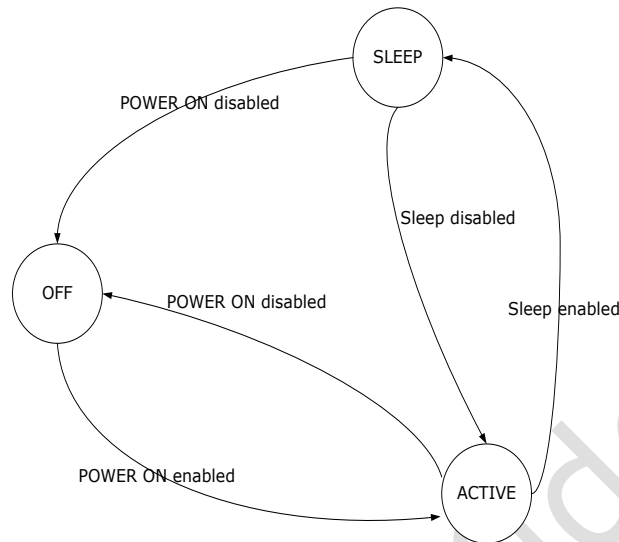 SLEEP
POWER ON disabled
Sleep disabled
OFF
POWER ON disabled
Sleep enabled
POWER ON enabled
ACTIVE